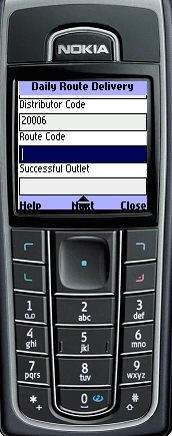 NOKIA
Daily Route Delivery
Distributor Code
20006
Route Code
Successful Outlet
Help Close
1
2 abc
3 def
4 ghi
5 jkl
6 mno
7 pqrs
8 tuv
9 wxyz
* +
0
#